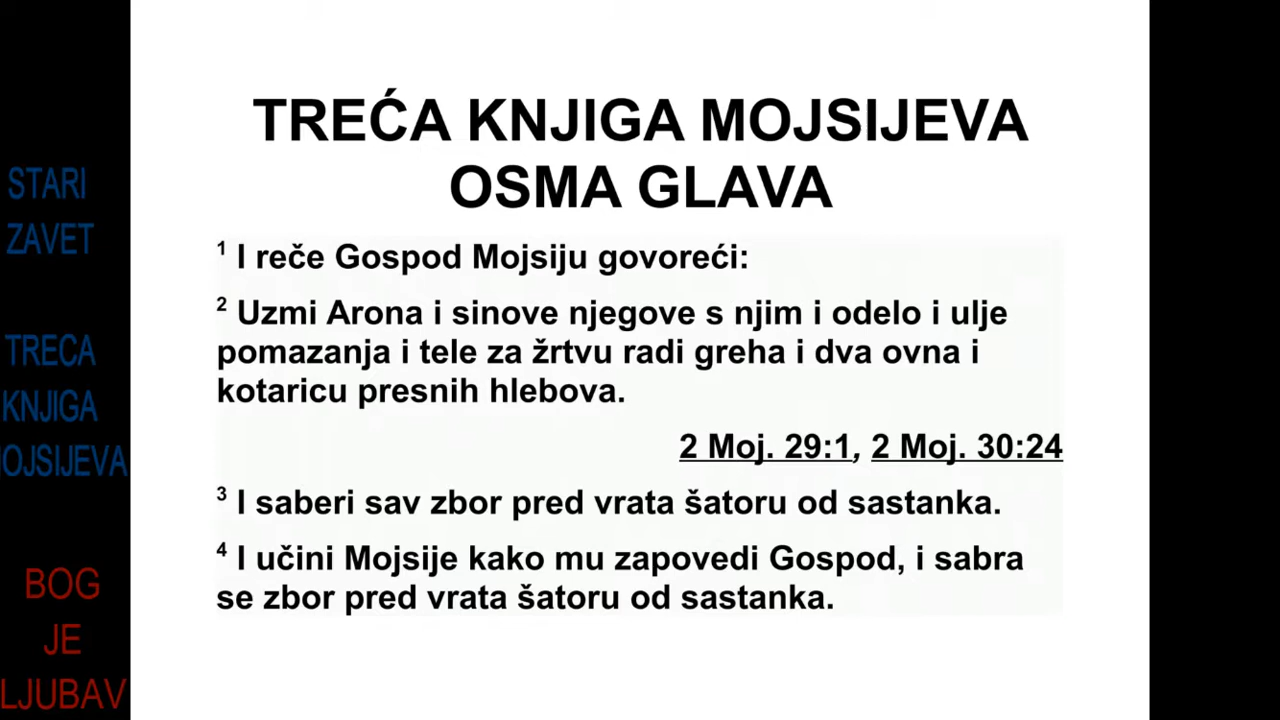 STARI
ZAVET
TRECA
KNJIGA
MOJSIJEVA
BOG
JE
LJUBAV
TREĆA KNJIGA MOJSIJEVA
OSMA GLAVA
1 I reče Gospod Mojsiju govoreći:
2 Uzmi Arona i sinove njegove s njim i odelo i ulje
pomazanja i tele za žrtvu radi greha i dva ovna i
kotaricu presnih hlebova.
2 Moj. 29:1, 2 Moj. 30:24
3 I saberi sav zbor pred vrata šatoru od sastanka.
4 I učini Mojsije kako mu zapovedi Gospod, i sabra
se zbor pred vrata šatoru od sastanka.